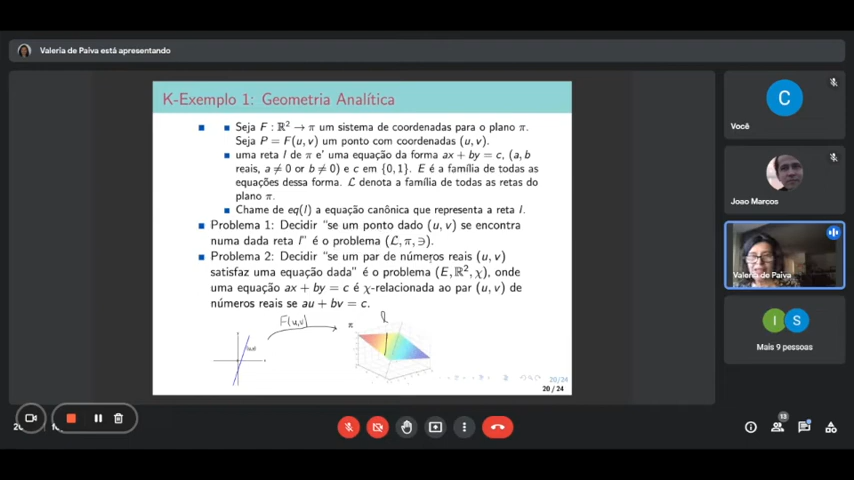 Valeria de Paiva está apresentando
K-Exemplo 1: Geometria Analítica
Seja F : ℝ² → π um sistema de coordenadas para o plano π.
Seja P = F(u, v) um ponto com coordenadas (u, v).
uma reta l de π e' uma equação da forma ax + by = c, (a, b
reais, a ≠ 0 or b ≠ 0) e c em {0, 1}. E é a família de todas as
equações dessa forma. ℒ denota a família de todas as retas do
plano π.
Chame de eq(l) a equação canônica que representa a reta l.
Problema 1: Decidir "se um ponto dado (u, v) se encontra
numa dada reta l" é o problema (ℒ, π, ∋).
Problema 2: Decidir "se um par de números reais (u, v)
satisfaz uma equação dada" é o problema (E, ℝ², χ), onde
uma equação ax + by = c é χ-relacionada ao par (u, v) de
números reais se au + bv = c.
F(u,v)
π
l
20/24
20 / 24
C
Você
Joao Marcos
Valeria de Paiva
I
S
Mais 9 pessoas
13